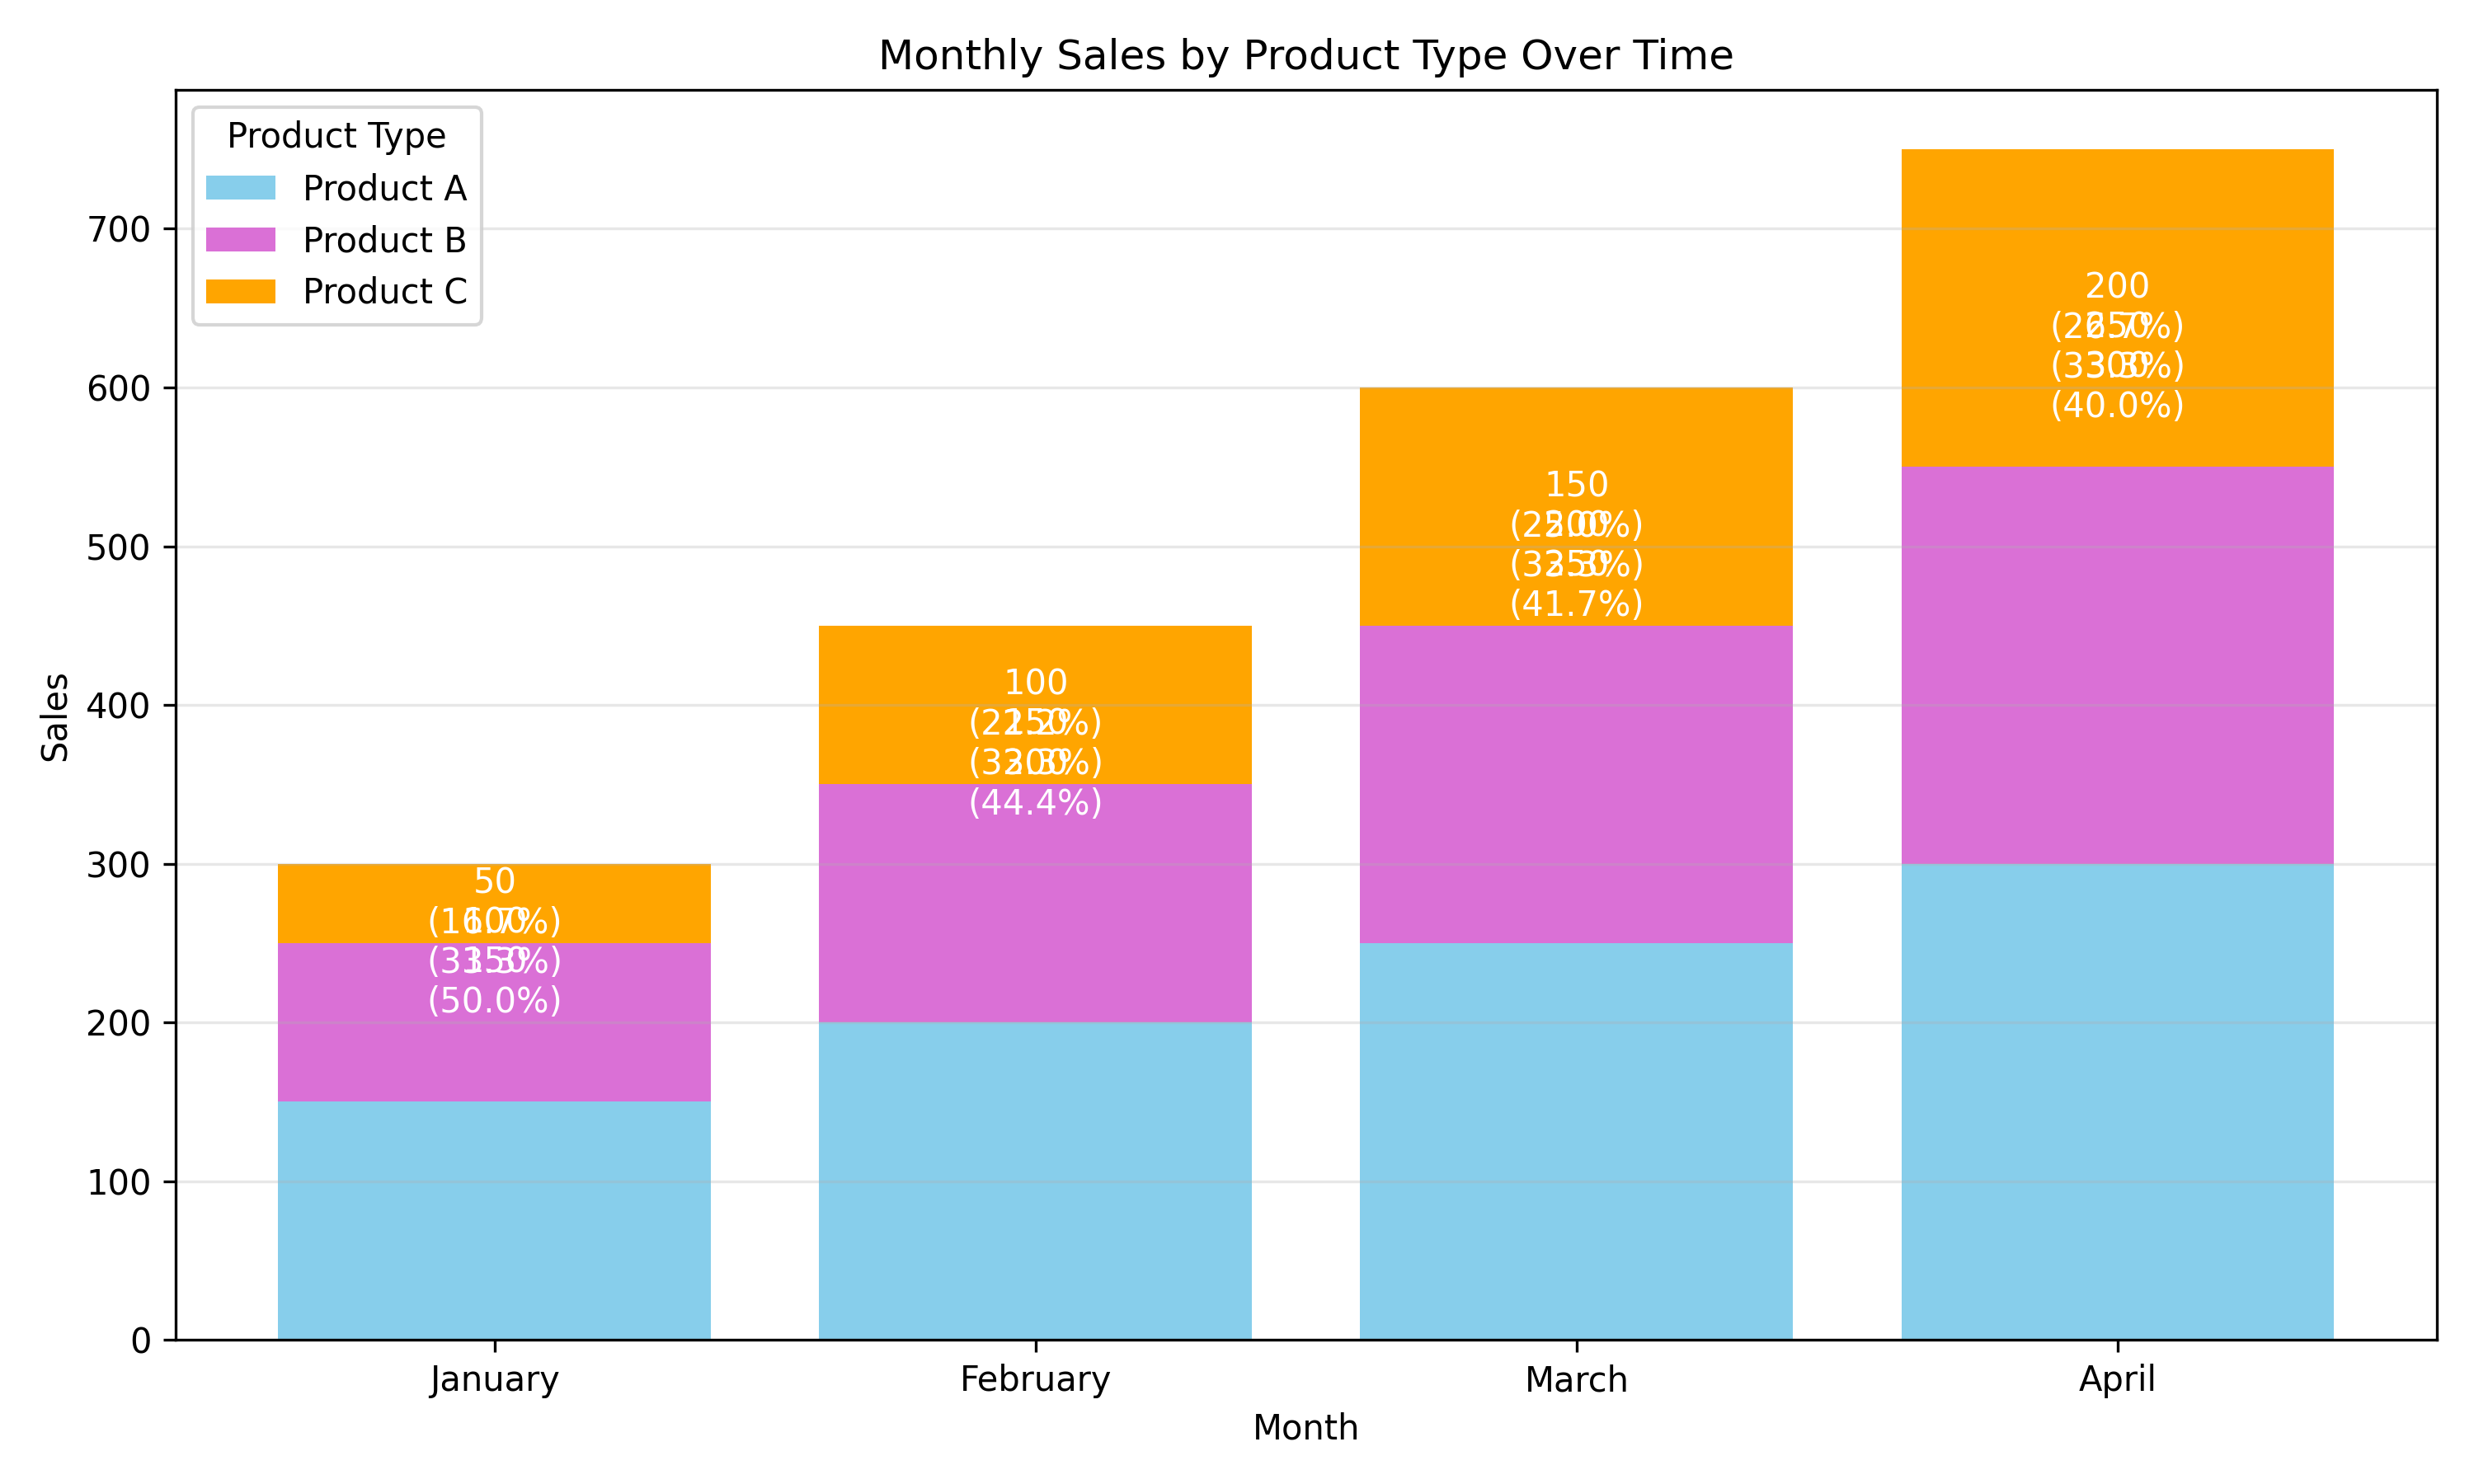 Monthly Sales by Product Type Over Time
Product Type
Product A
Product B
Product C
Sales
700
600
500
400
300
200
100
0
50
(50.0%)
100
(44.4%)
150
(41.7%)
200
(40.0%)
January
February
March
April
Month